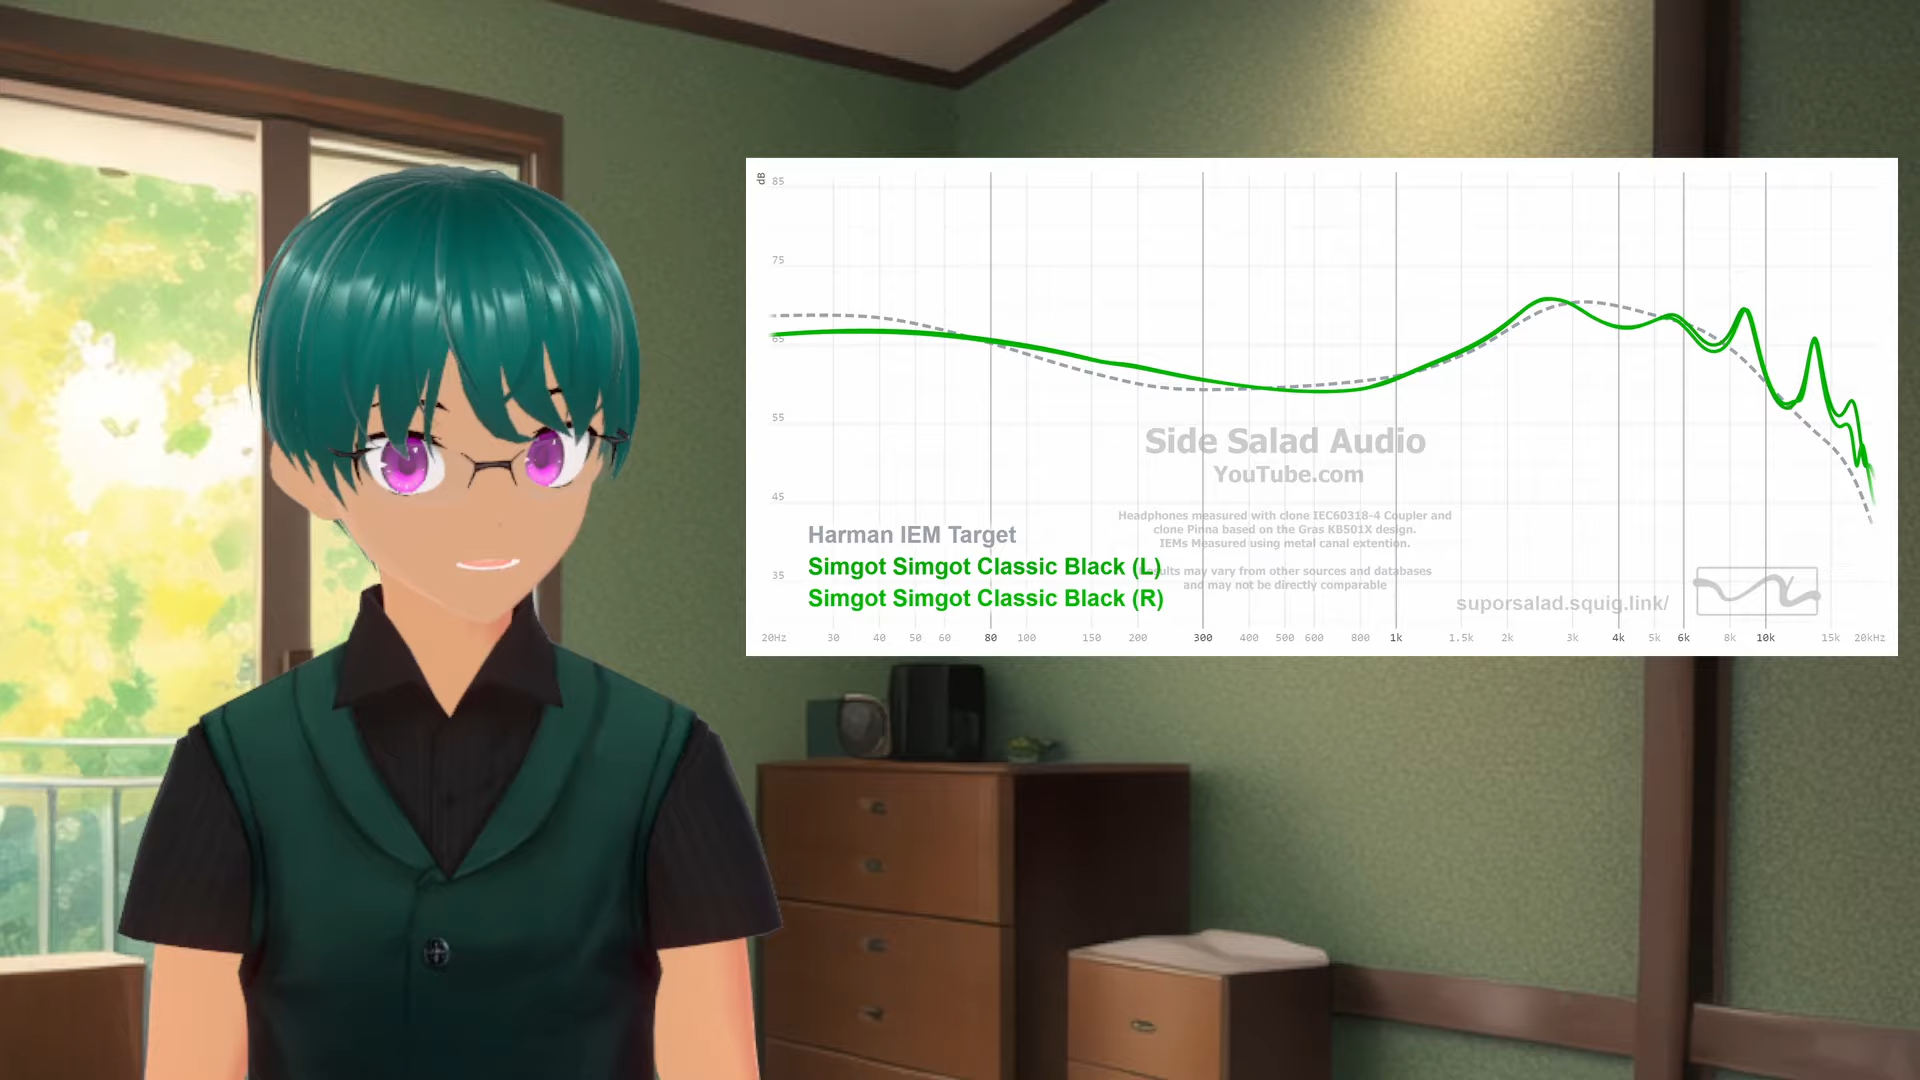 dB
85
75
65
55
45
35
Side Salad Audio
YouTube.com
Headphones measured with clone IEC60318-4 Coupler and
clone Pinna based on the Gras KB501X design.
IEMs Measured using metal canal extention.
results may vary from other sources and databases
and may not be directly comparable
Harman IEM Target
Simgot Simgot Classic Black (L)
Simgot Simgot Classic Black (R)
suporsalad.squig.link/
20Hz 30 40 50 60 80 100 150 200 300 400 500 600 800 1k 1.5k 2k 3k 4k 5k 6k 8k 10k 15k 20kHz